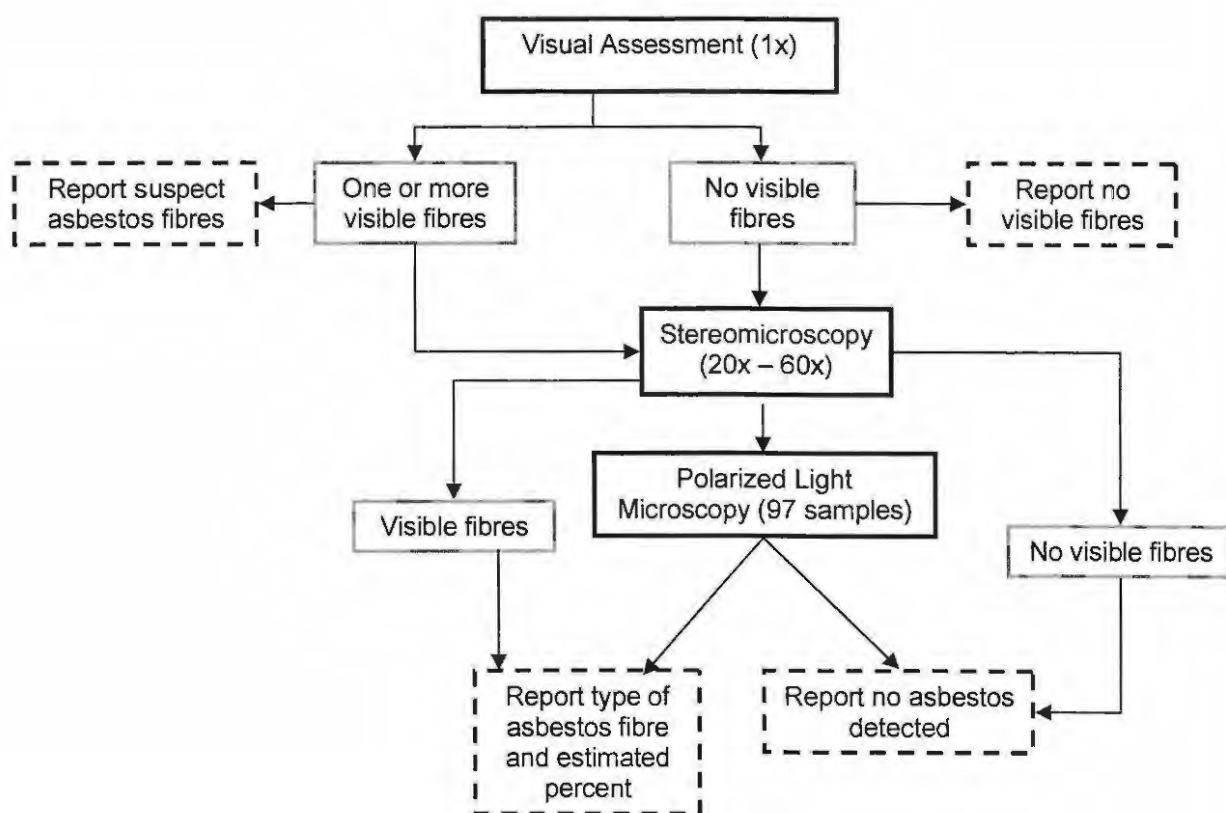 Visual Assessment (1x)
Report suspect
asbestos fibres
One or more
visible fibres
No visible
fibres
Report no
visible fibres
Stereomicroscopy
(20x – 60x)
Polarized Light
Microscopy (97 samples)
Visible fibres
No visible fibres
Report type of
asbestos fibre
and estimated
percent
Report no asbestos
detected